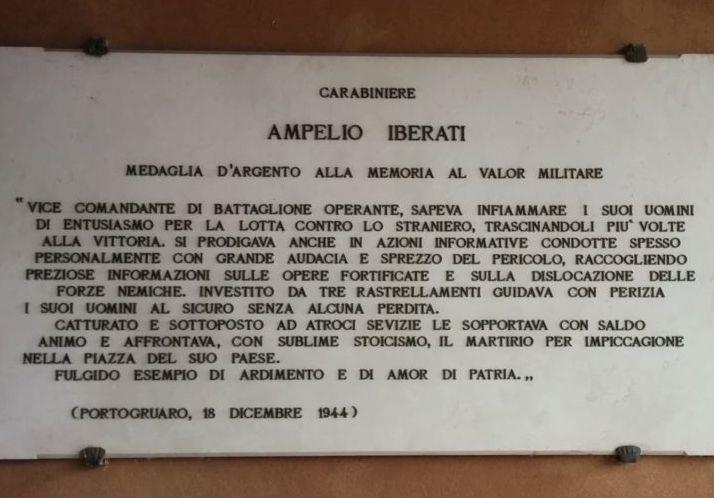 CARABINIERE
AMPELIO IBERATI
MEDAGLIA D'ARGENTO ALLA MEMORIA AL VALOR MILITARE
"VICE COMANDANTE DI BATTAGLIONE OPERANTE, SAPEVA INFIAMMARE I SUOI UOMINI
DI ENTUSIASMO PER LA LOTTA CONTRO LO STRANIERO, TRASCINANDOLI PIU' VOLTE
ALLA VITTORIA. SI PRODIGAVA ANCHE IN AZIONI INFORMATIVE CONDOTTE SPESSO
PERSONALMENTE CON GRANDE AUDACIA E SPREZZO DEL PERICOLO, RACCOGLIENDO
PREZIOSE INFORMAZIONI SULLE OPERE FORTIFICATE E SULLA DISLOCAZIONE DELLE
FORZE NEMICHE. INVESTITO DA TRE RASTRELLAMENTI GUIDAVA CON PERIZIA
I SUOI UOMINI AL SICURO SENZA ALCUNA PERDITA.
CATTURATO E SOTTOPOSTO AD ATROCI SEVIZIE LE SOPPORTAVA CON SALDO
ANIMO E AFFRONTAVA, CON SUBLIME STOICISMO, IL MARTIRIO PER IMPICCAGIONE
NELLA PIAZZA DEL SUO PAESE.
FULGIDO ESEMPIO DI ARDIMENTO E DI AMOR DI PATRIA.„
(PORTOGRUARO, 18 DICEMBRE 1944)